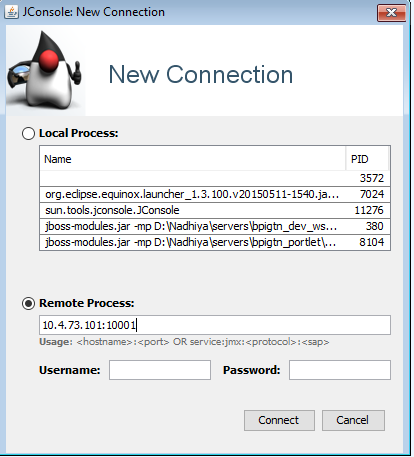 JConsole: New Connection
New Connection
Local Process:
Name PID
3572
org.eclipse.equinox.launcher_1.3.100.v20150511-1540.ja... 7024
sun.tools.jconsole.JConsole 11276
jboss-modules.jar -mp D:\Nadhiya\servers\bpigtn_dev_ws... 380
jboss-modules.jar -mp D:\Nadhiya\servers\bpigtn_portlet\... 8104
Remote Process:
10.4.73.101:10001
Usage: <hostname>:<port> OR service:jmx:<protocol>:<sap>
Username: Password:
Connect Cancel